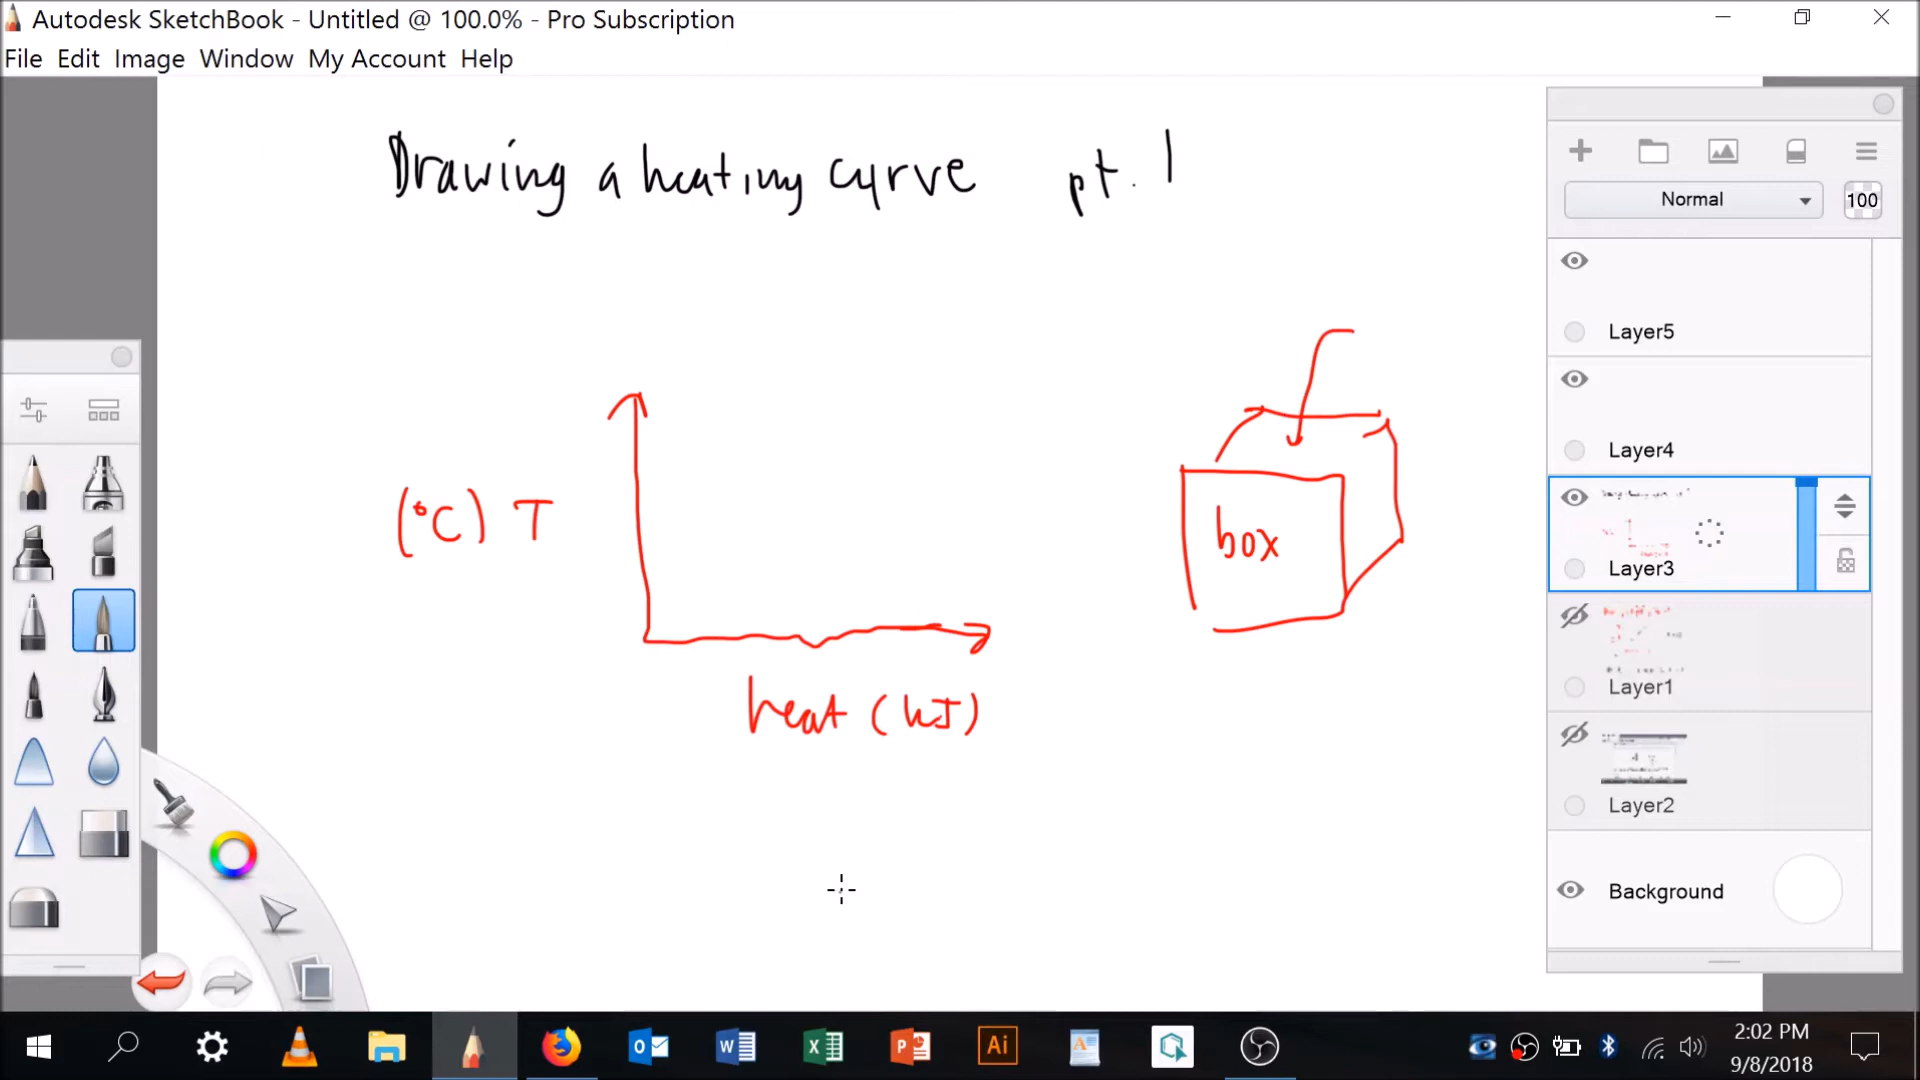 Autodesk SketchBook - Untitled @ 100.0% - Pro Subscription
File Edit Image Window My Account Help
Drawing a heating curve pt. 1
Normal 100
Layer5
Layer4
(°C) T
box
Layer3
heat (kJ)
Layer1
Layer2
Background
2:02 PM
9/8/2018